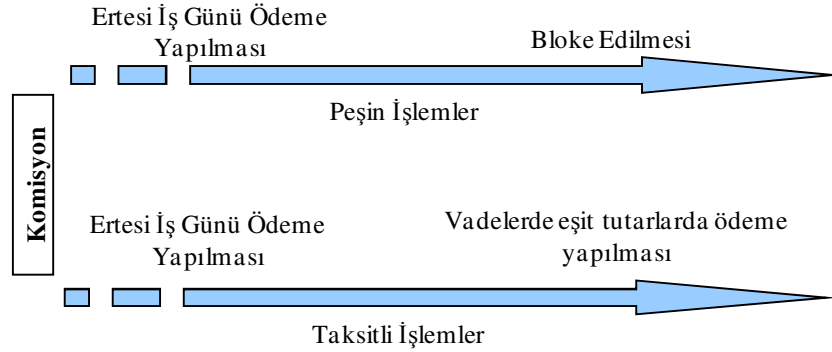 Ertesi İş Günü Ödeme
Yapılması
Bloke Edilmesi
Peşin İşlemler
Komisyon
Ertesi İş Günü Ödeme
Yapılması
Vadelerde eşit tutarlarda ödeme
yapılması
Taksitli İşlemler